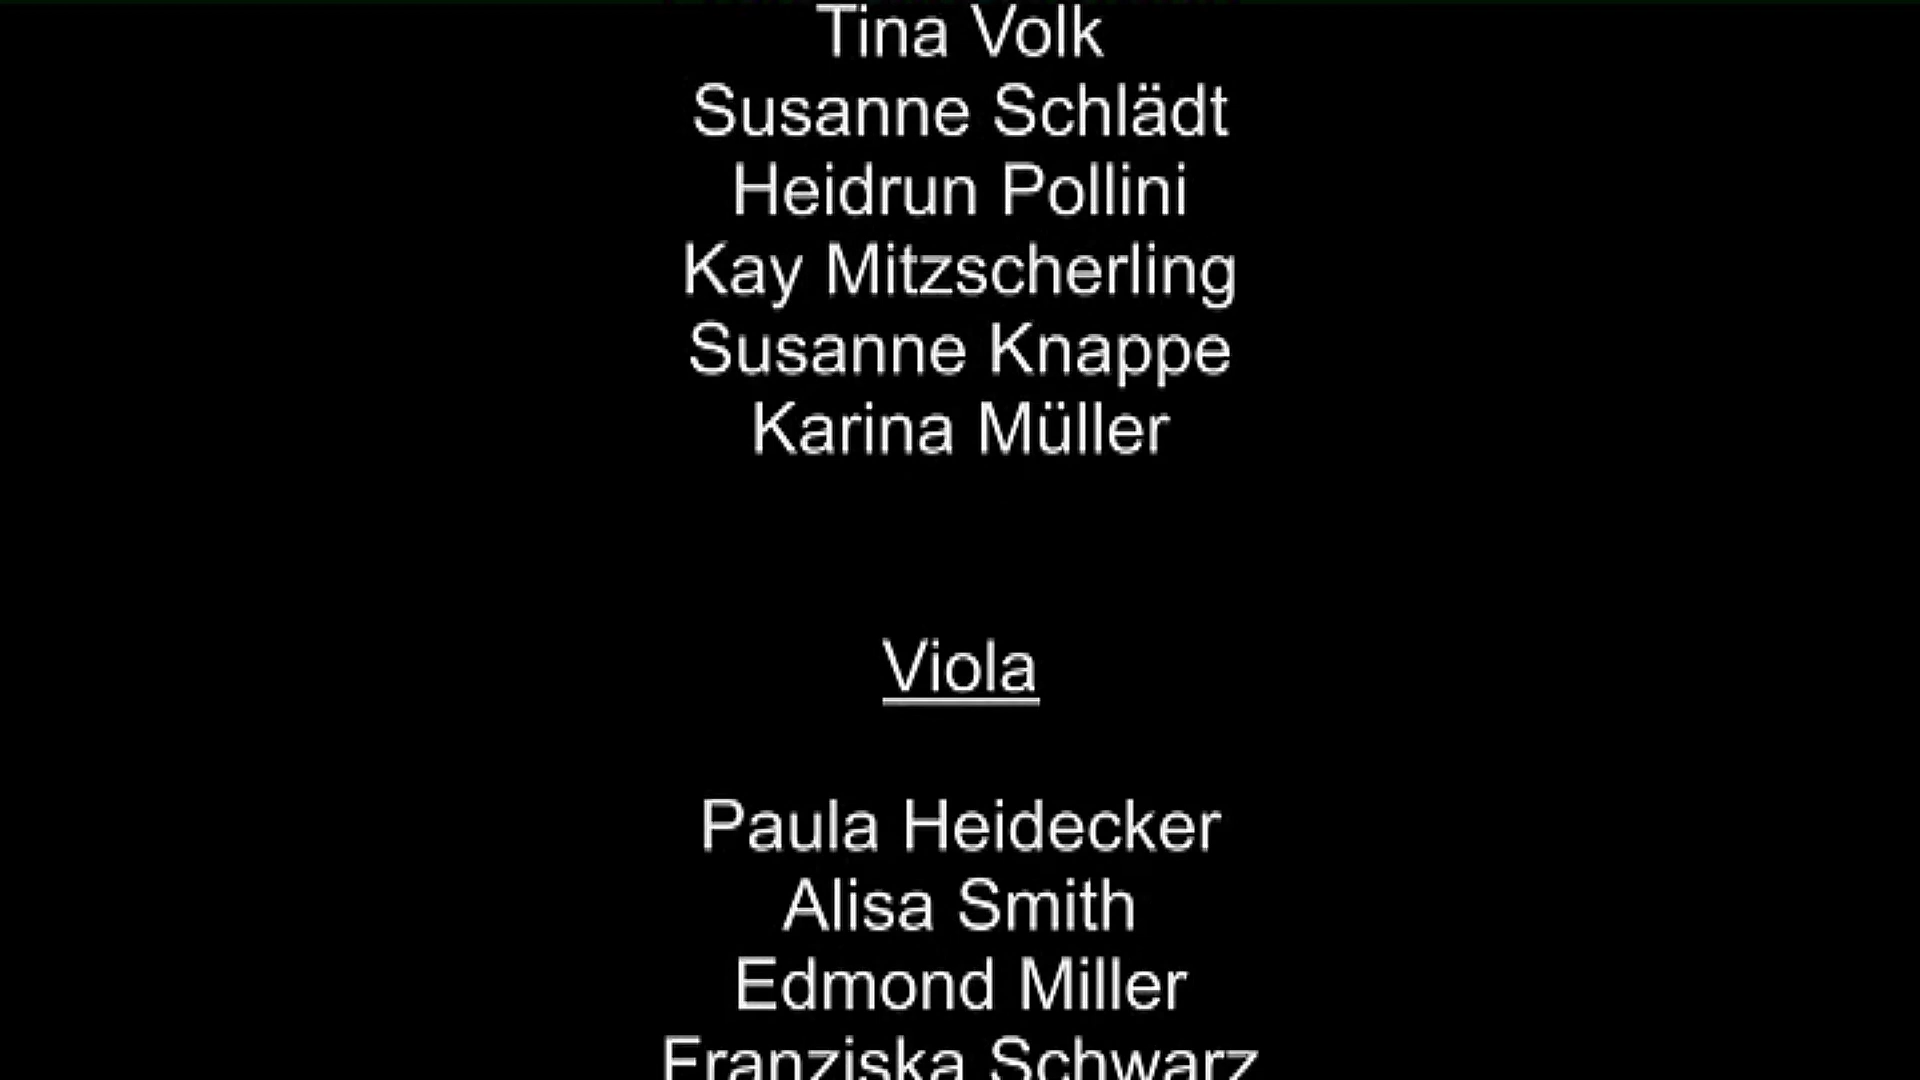 Tina Volk
Susanne Schlädt
Heidrun Pollini
Kay Mitzscherling
Susanne Knappe
Karina Müller
Viola
Paula Heidecker
Alisa Smith
Edmond Miller
Franziska Schwarz